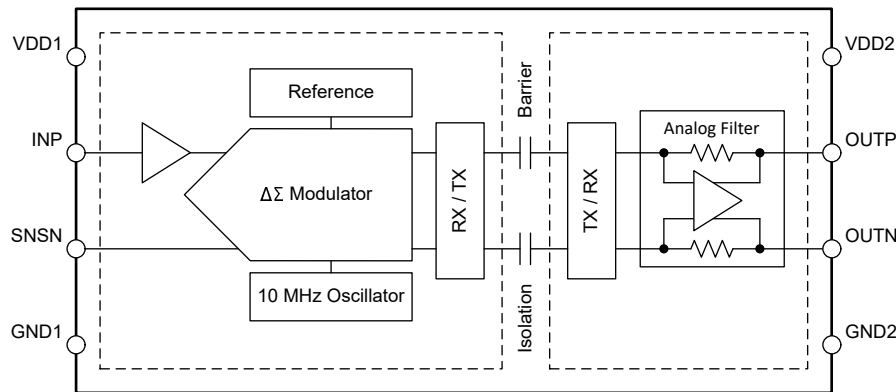 VDD1
VDD2
Reference
Barrier
Analog Filter
INP
OUTP
ΔΣ Modulator
RX / TX
TX / RX
SNSN
OUTN
10 MHz Oscillator
Isolation
GND1
GND2